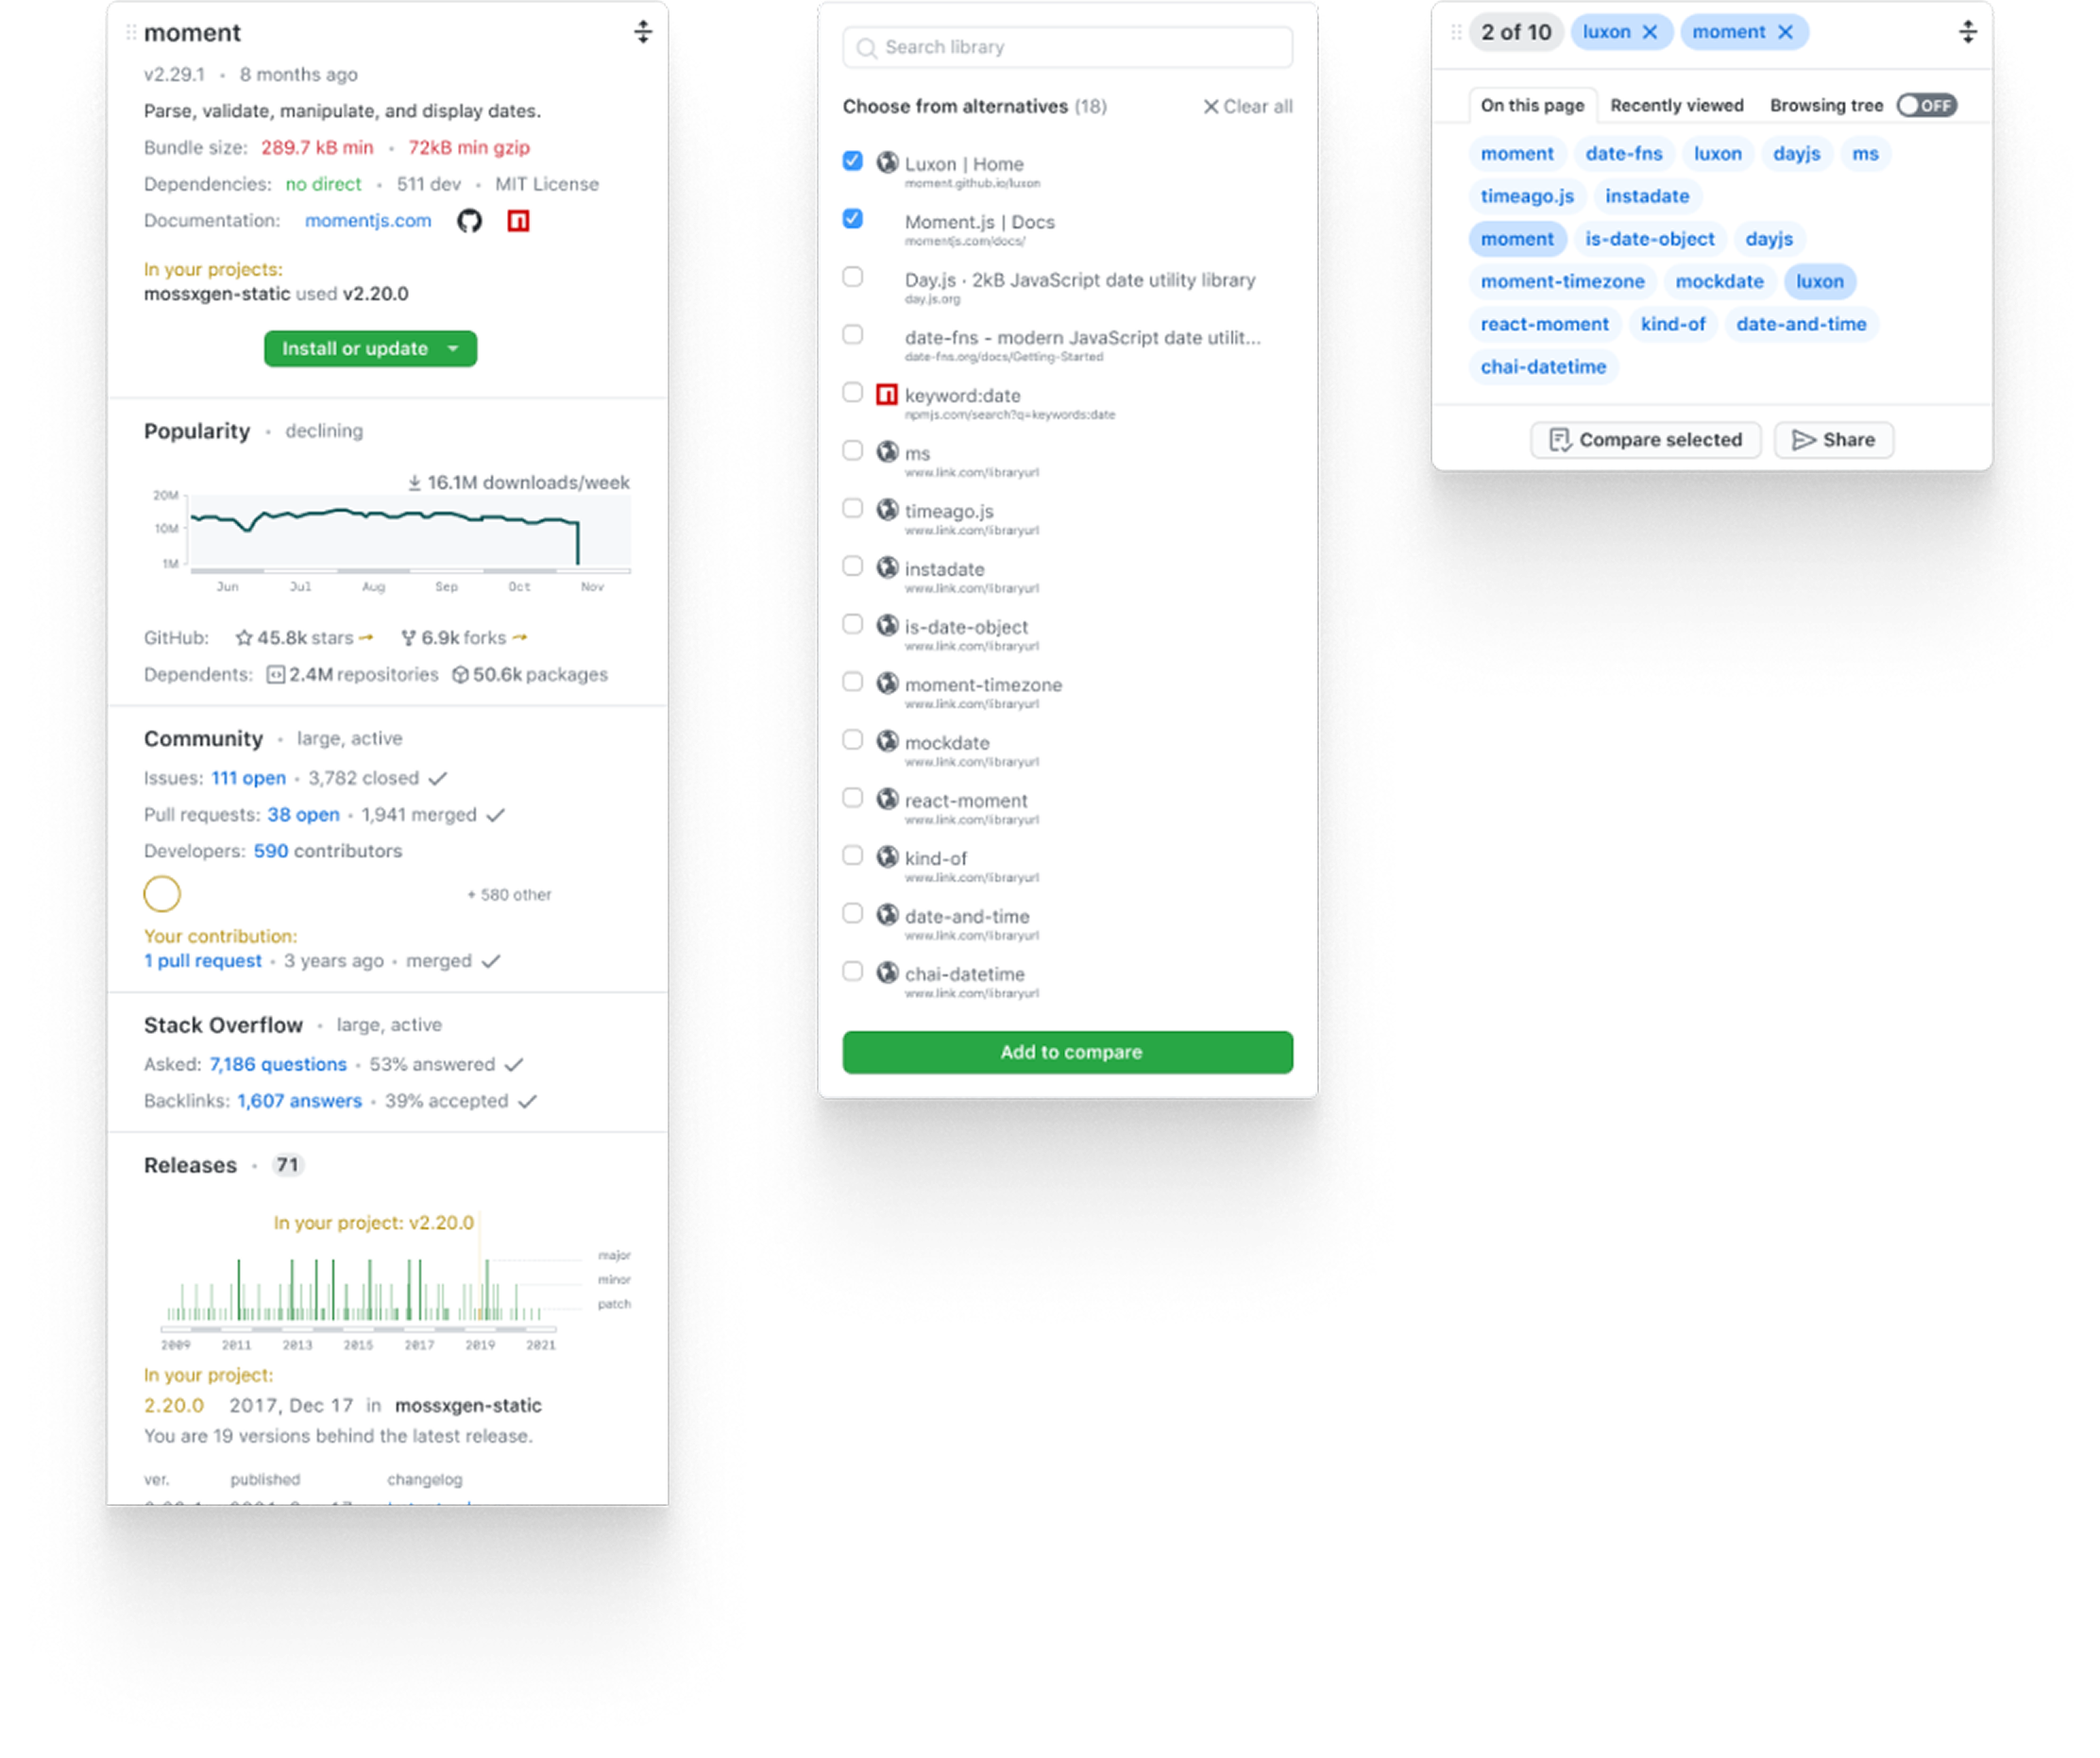 moment
v2.29.1 • 8 months ago
Parse, validate, manipulate, and display dates.
Bundle size: 289.7 kB min • 72kB min gzip
Dependencies: no direct • 511 dev • MIT License
Documentation: momentjs.com
In your projects:
mossxgen-static used v2.20.0
Install or update
Popularity • declining
16.1M downloads/week
20M
10M
1M
Jun Jul Aug Sep Oct Nov
GitHub: 45.8k stars → 6.9k forks →
Dependents: 2.4M repositories 50.6k packages
Community • large, active
Issues: 111 open • 3,782 closed ✓
Pull requests: 38 open • 1,941 merged ✓
Developers: 590 contributors
+ 580 other
Your contribution:
1 pull request • 3 years ago • merged ✓
Stack Overflow • large, active
Asked: 7,186 questions • 53% answered ✓
Backlinks: 1,607 answers • 39% accepted ✓
Releases • 71
In your project: v2.20.0
major
minor
patch
2009 2011 2013 2015 2017 2019 2021
In your project:
2.20.0 2017, Dec 17 in mossxgen-static
You are 19 versions behind the latest release.
ver. published changelog
Search library
Choose from alternatives (18) Clear all
Luxon | Home
moment.github.io/luxon
Moment.js | Docs
momentjs.com/docs/
Day.js · 2kB JavaScript date utility library
day.js.org
date-fns - modern JavaScript date utilit...
date-fns.org/docs/Getting-Started
keyword:date
npmjs.com/search?q=keywords:date
ms
www.link.com/libraryurl
timeago.js
www.link.com/libraryurl
instadate
www.link.com/libraryurl
is-date-object
www.link.com/libraryurl
moment-timezone
www.link.com/libraryurl
mockdate
www.link.com/libraryurl
react-moment
www.link.com/libraryurl
kind-of
www.link.com/libraryurl
date-and-time
www.link.com/libraryurl
chai-datetime
www.link.com/libraryurl
Add to compare
2 of 10 luxon moment
On this page Recently viewed Browsing tree OFF
moment date-fns luxon dayjs ms
timeago.js instadate
moment is-date-object dayjs
moment-timezone mockdate luxon
react-moment kind-of date-and-time
chai-datetime
Compare selected Share